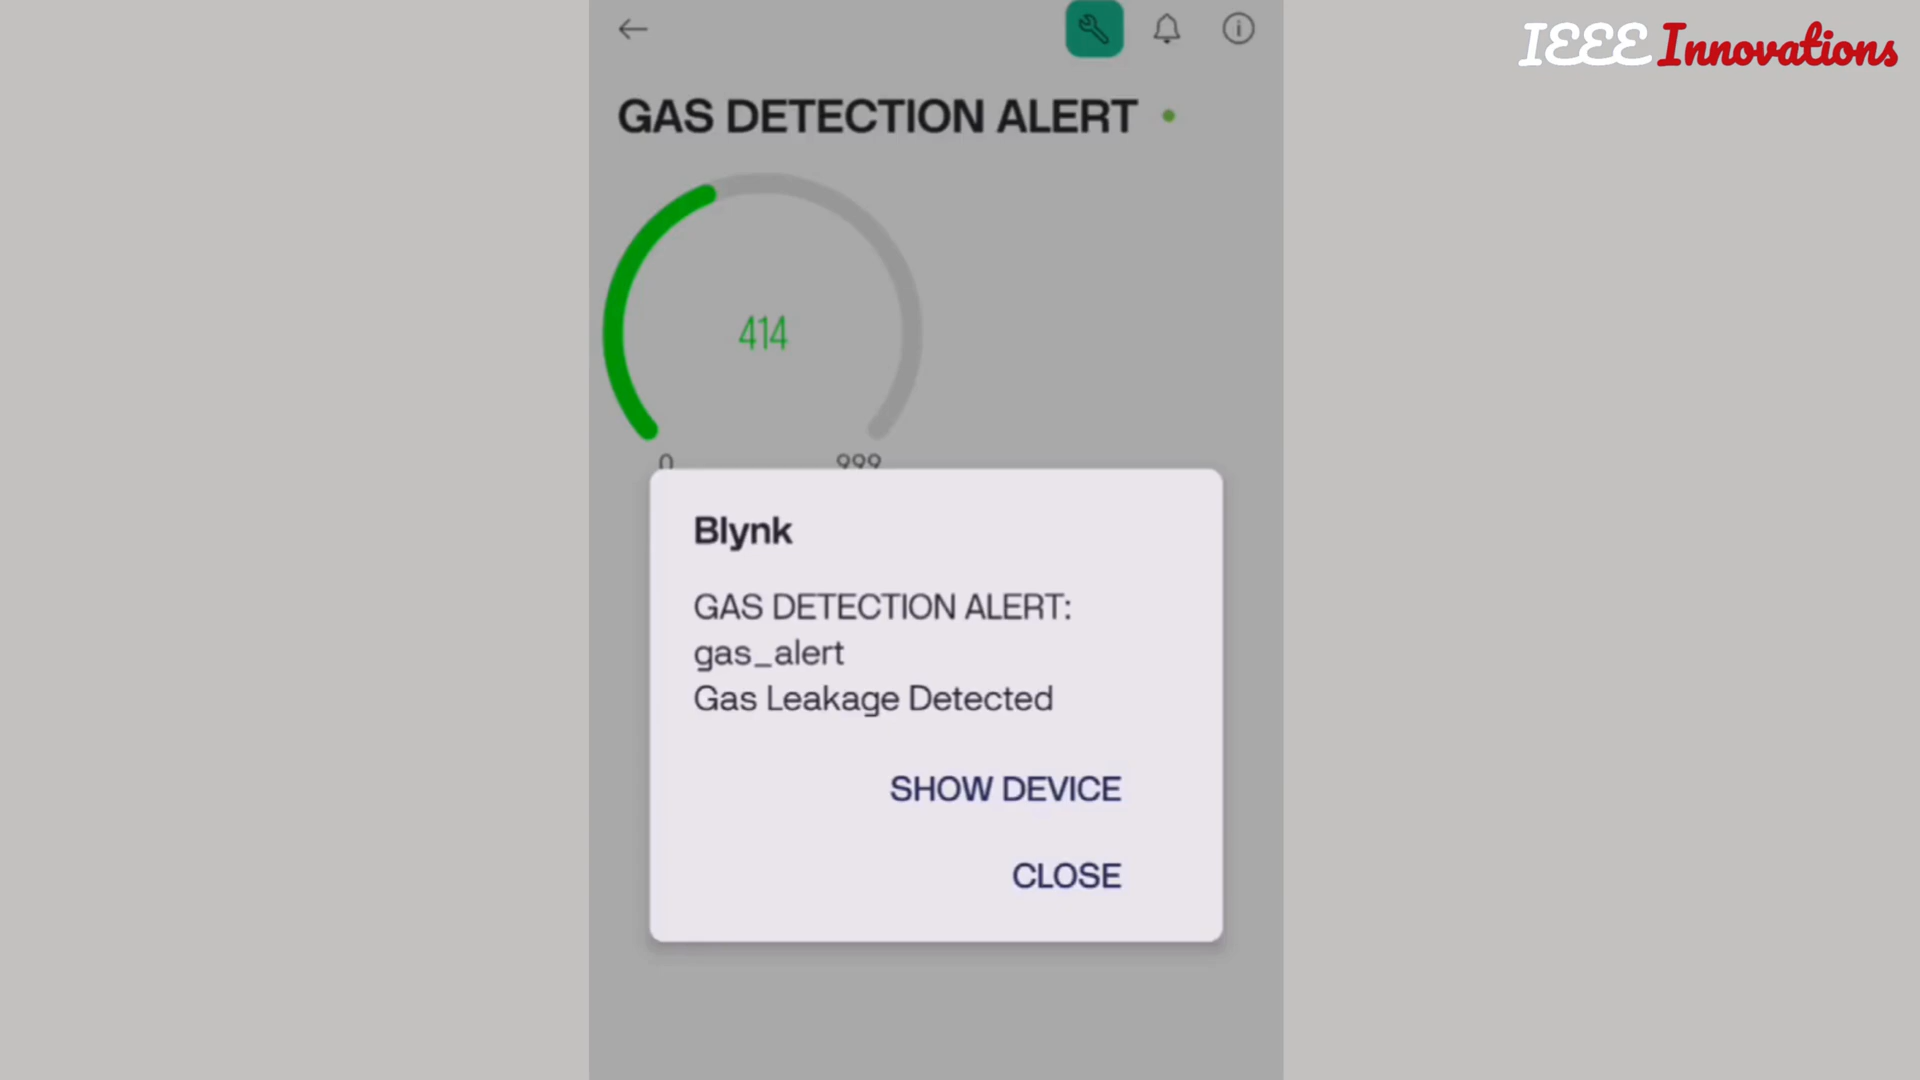 IEEE Innovations
GAS DETECTION ALERT
414
0 999
Blynk
GAS DETECTION ALERT:
gas_alert
Gas Leakage Detected
SHOW DEVICE
CLOSE